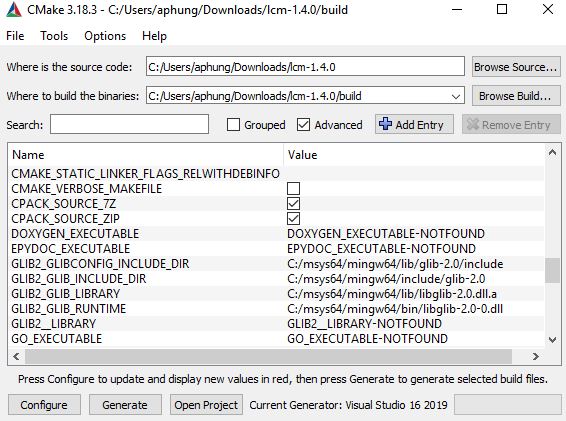 CMake 3.18.3 - C:/Users/aphung/Downloads/lcm-1.4.0/build
File Tools Options Help
Where is the source code: C:/Users/aphung/Downloads/lcm-1.4.0 Browse Source...
Where to build the binaries: C:/Users/aphung/Downloads/lcm-1.4.0/build Browse Build...
Search: Grouped Advanced Add Entry Remove Entry
Name Value
CMAKE_STATIC_LINKER_FLAGS_RELWITHDEBINFO
CMAKE_VERBOSE_MAKEFILE
CPACK_SOURCE_7Z
CPACK_SOURCE_ZIP
DOXYGEN_EXECUTABLE DOXYGEN_EXECUTABLE-NOTFOUND
EPYDOC_EXECUTABLE EPYDOC_EXECUTABLE-NOTFOUND
GLIB2_GLIBCONFIG_INCLUDE_DIR C:/msys64/mingw64/lib/glib-2.0/include
GLIB2_GLIB_INCLUDE_DIR C:/msys64/mingw64/include/glib-2.0
GLIB2_GLIB_LIBRARY C:/msys64/mingw64/lib/libglib-2.0.dll.a
GLIB2_GLIB_RUNTIME C:/msys64/mingw64/bin/libglib-2.0-0.dll
GLIB2__LIBRARY GLIB2__LIBRARY-NOTFOUND
GO_EXECUTABLE GO_EXECUTABLE-NOTFOUND
Press Configure to update and display new values in red, then press Generate to generate selected build files.
Configure Generate Open Project Current Generator: Visual Studio 16 2019